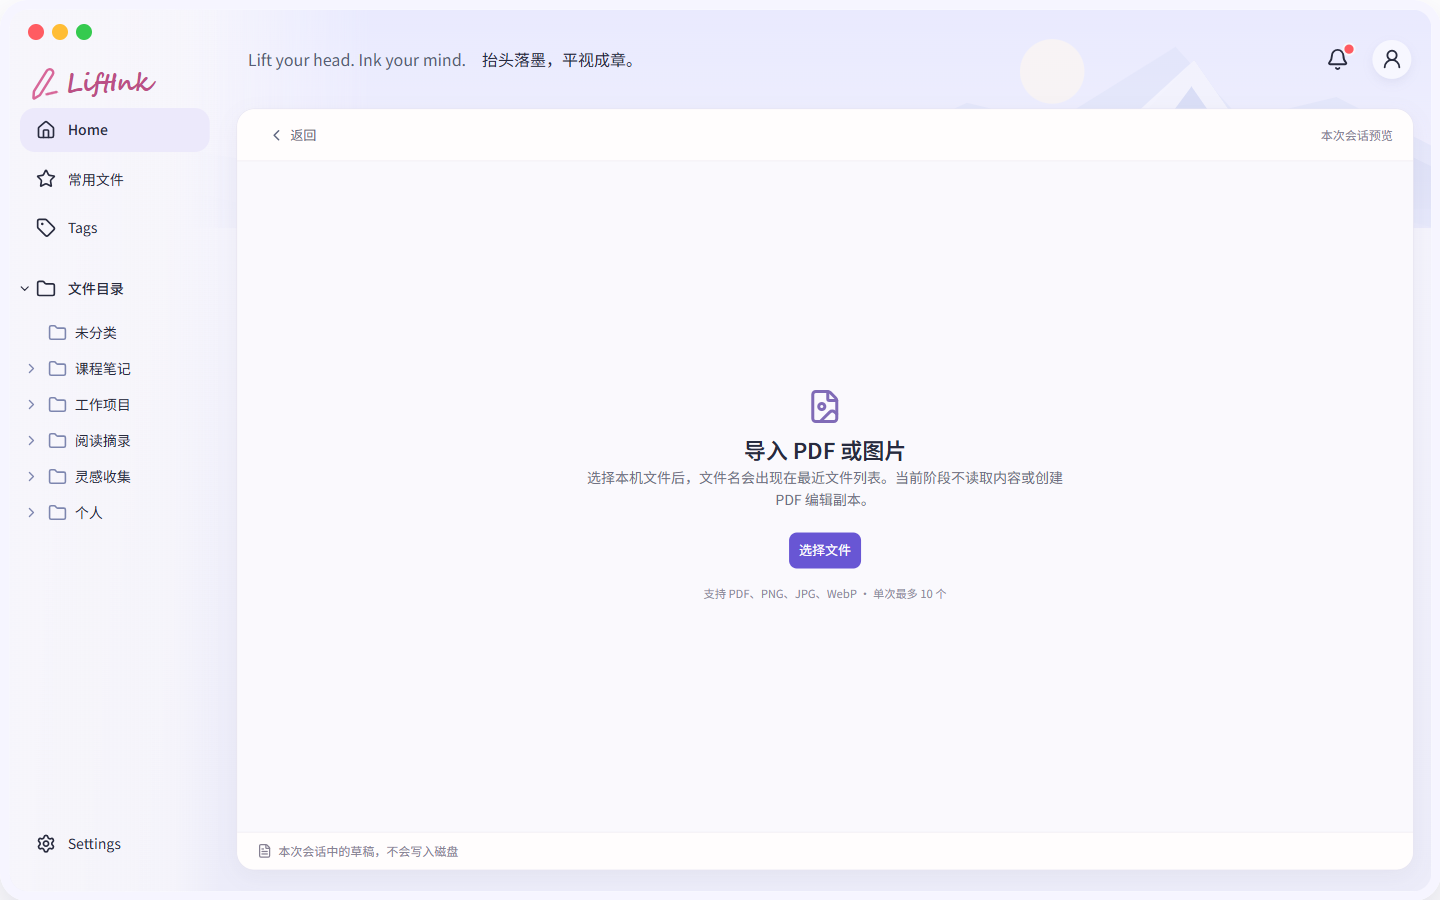 LiftInk
Lift your head. Ink your mind. 抬头落墨，平视成章。
Home
常用文件
Tags
文件目录
未分类
课程笔记
工作项目
阅读摘录
灵感收集
个人
Settings
返回
本次会话预览
导入 PDF 或图片
选择本机文件后，文件名会出现在最近文件列表。当前阶段不读取内容或创建
PDF 编辑副本。
选择文件
支持 PDF、PNG、JPG、WebP · 单次最多 10 个
本次会话中的草稿，不会写入磁盘